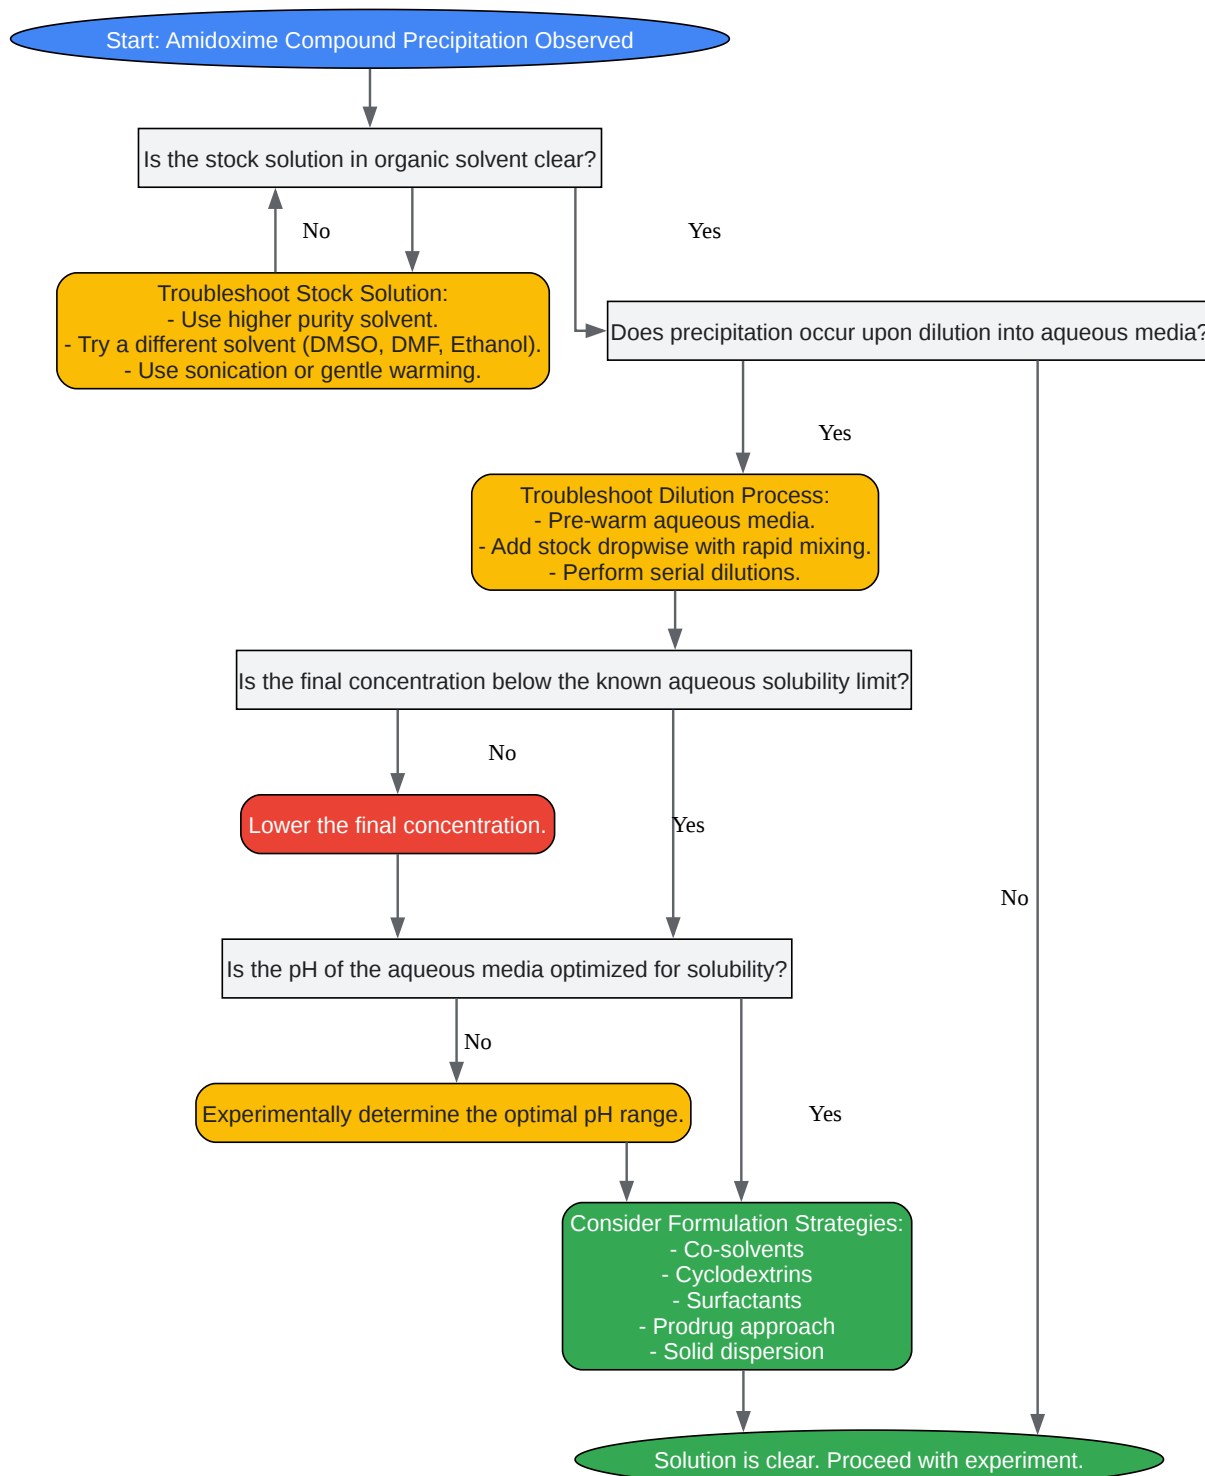 Start: Amidoxime Compound Precipitation Observed
Is the stock solution in organic solvent clear?
No
Yes
Troubleshoot Stock Solution:
- Use higher purity solvent.
- Try a different solvent (DMSO, DMF, Ethanol).
- Use sonication or gentle warming.
Does precipitation occur upon dilution into aqueous media?
Yes
Troubleshoot Dilution Process:
- Pre-warm aqueous media.
- Add stock dropwise with rapid mixing.
- Perform serial dilutions.
Is the final concentration below the known aqueous solubility limit?
No
Lower the final concentration.
Yes
No
Is the pH of the aqueous media optimized for solubility?
No
Experimentally determine the optimal pH range.
Yes
Consider Formulation Strategies:
- Co-solvents
- Cyclodextrins
- Surfactants
- Prodrug approach
- Solid dispersion
Solution is clear. Proceed with experiment.